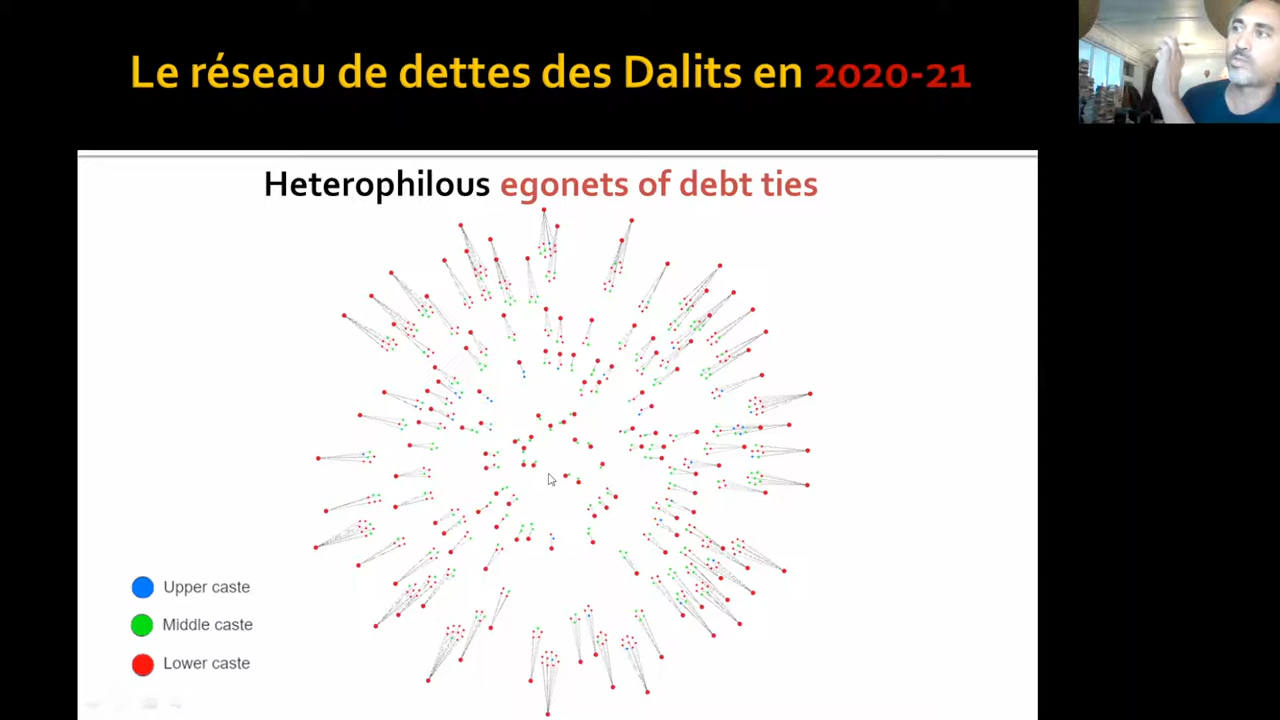 Le réseau de dettes des Dalits en 2020-21
Heterophilous egonets of debt ties
Upper caste
Middle caste
Lower caste